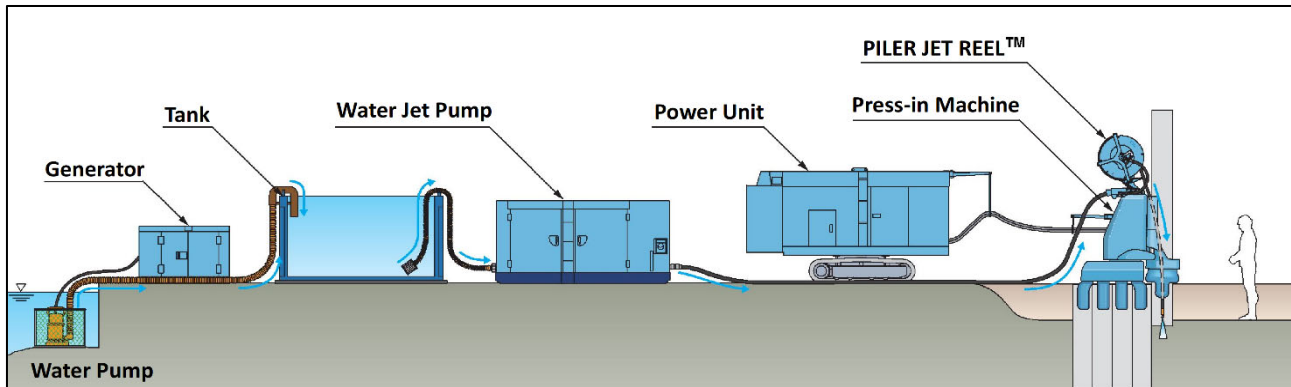 PILER JET REEL™
Press-in Machine
Power Unit
Water Jet Pump
Tank
Generator
Water Pump